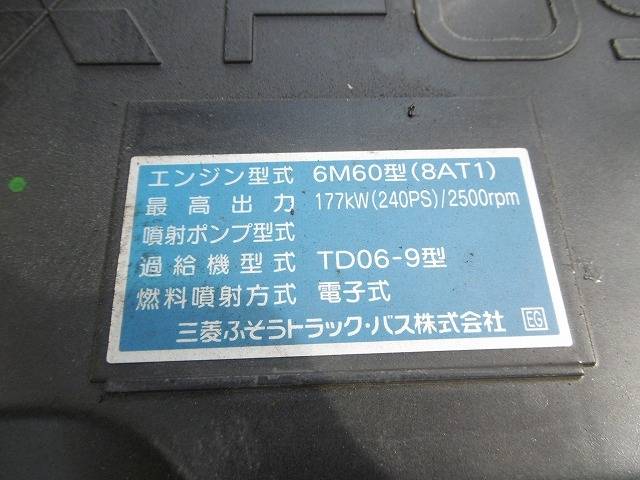 FUSO
エンジン型式 6M60型(8AT1)
最高出力 177kW(240PS)/2500rpm
噴射ポンプ型式
過給機型式 TD06-9型
燃料噴射方式 電子式
三菱ふそうトラック・バス株式会社 EG